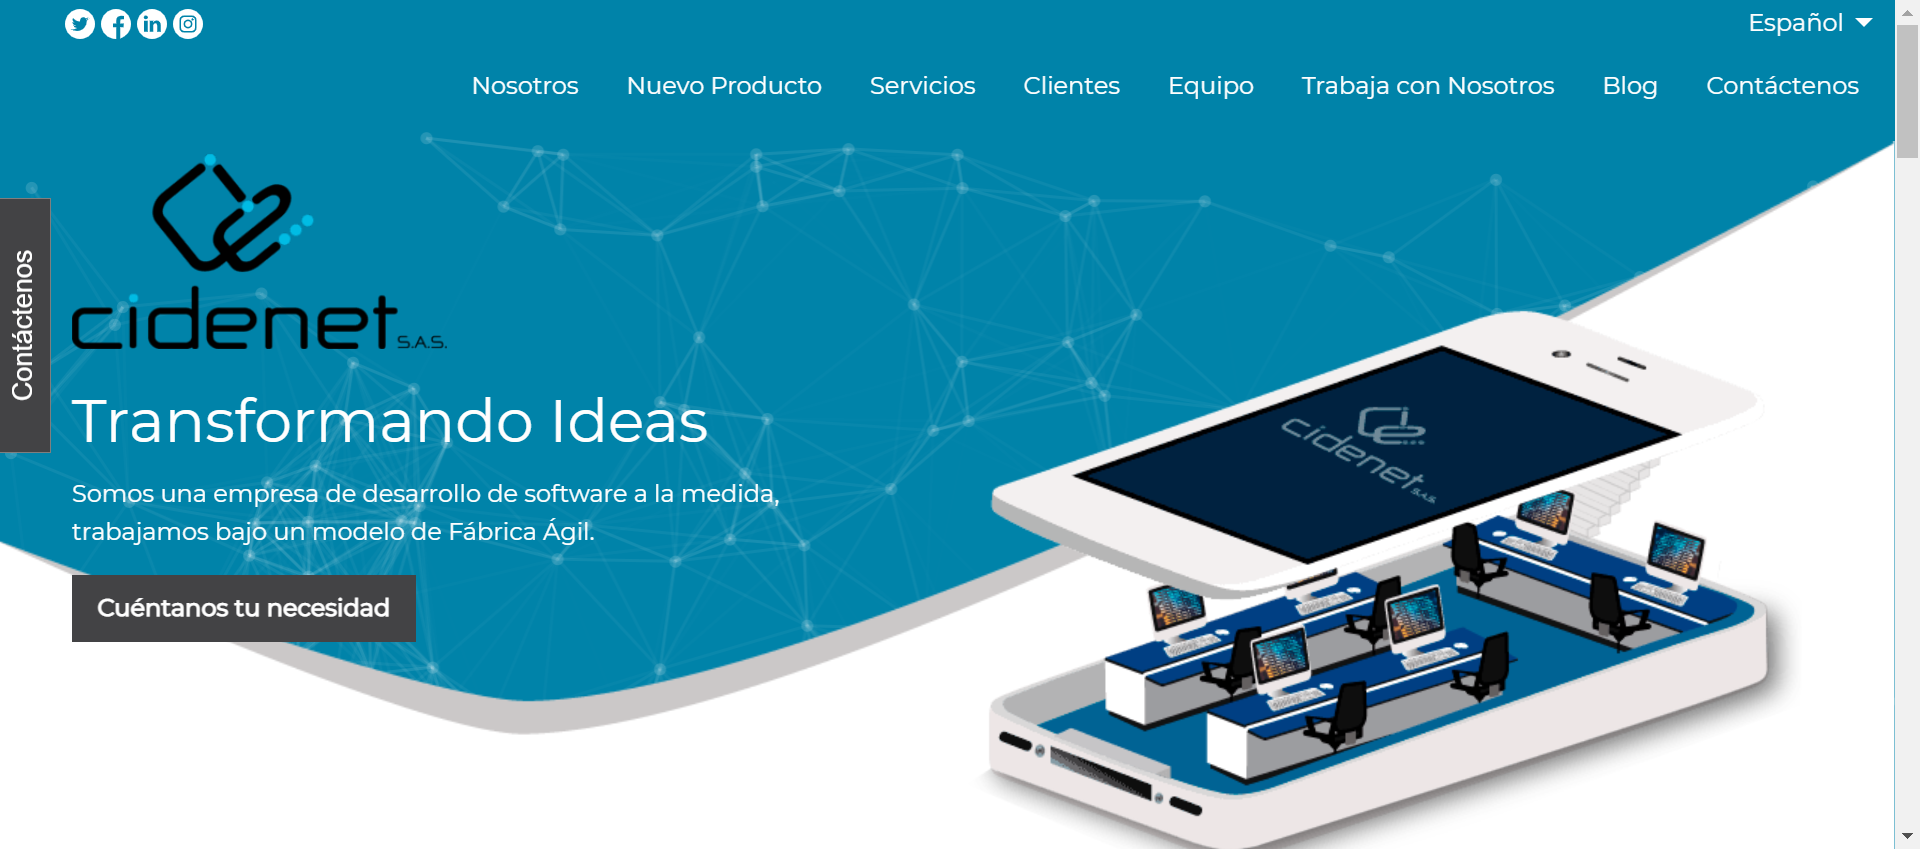 Español
Nosotros Nuevo Producto Servicios Clientes Equipo Trabaja con Nosotros Blog Contáctenos
cidenet S.A.S.
Contáctenos
Transformando Ideas
Somos una empresa de desarrollo de software a la medida,
trabajamos bajo un modelo de Fábrica Ágil.
Cuéntanos tu necesidad
cidenet S.A.S.